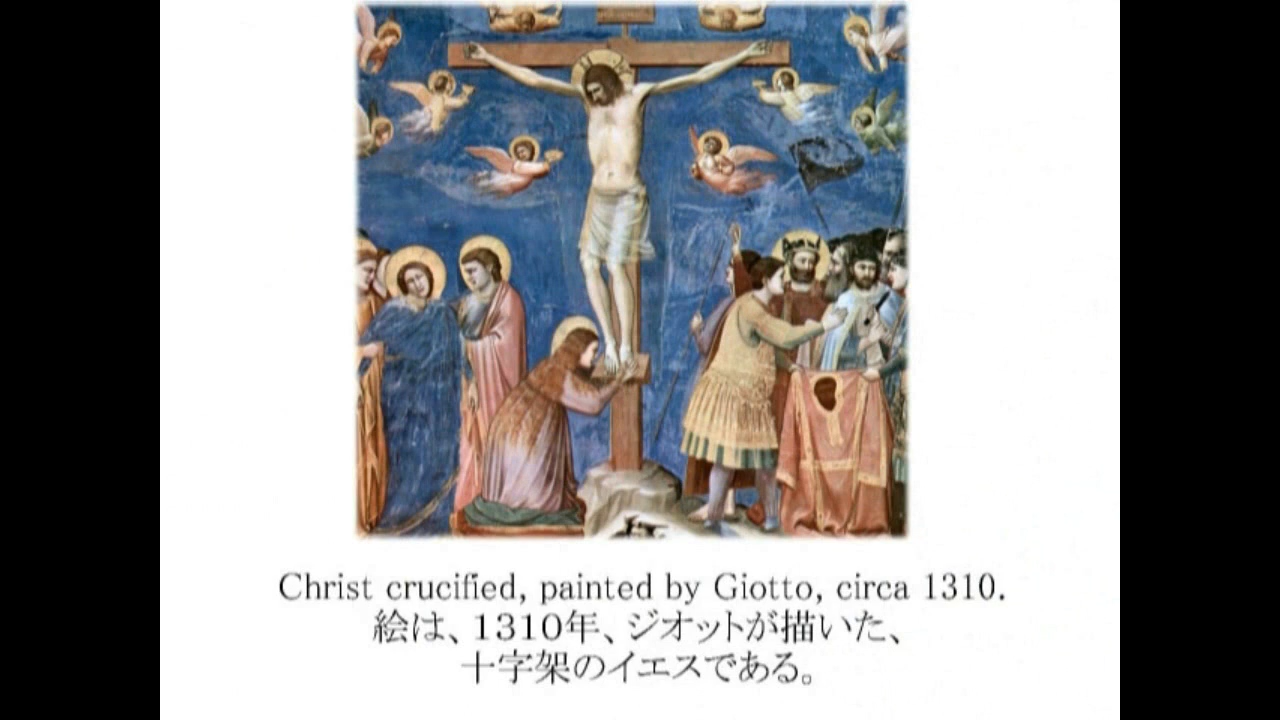 Christ crucified, painted by Giotto, circa 1310.
絵は、1310年、ジオットが描いた、
十字架のイエスである。